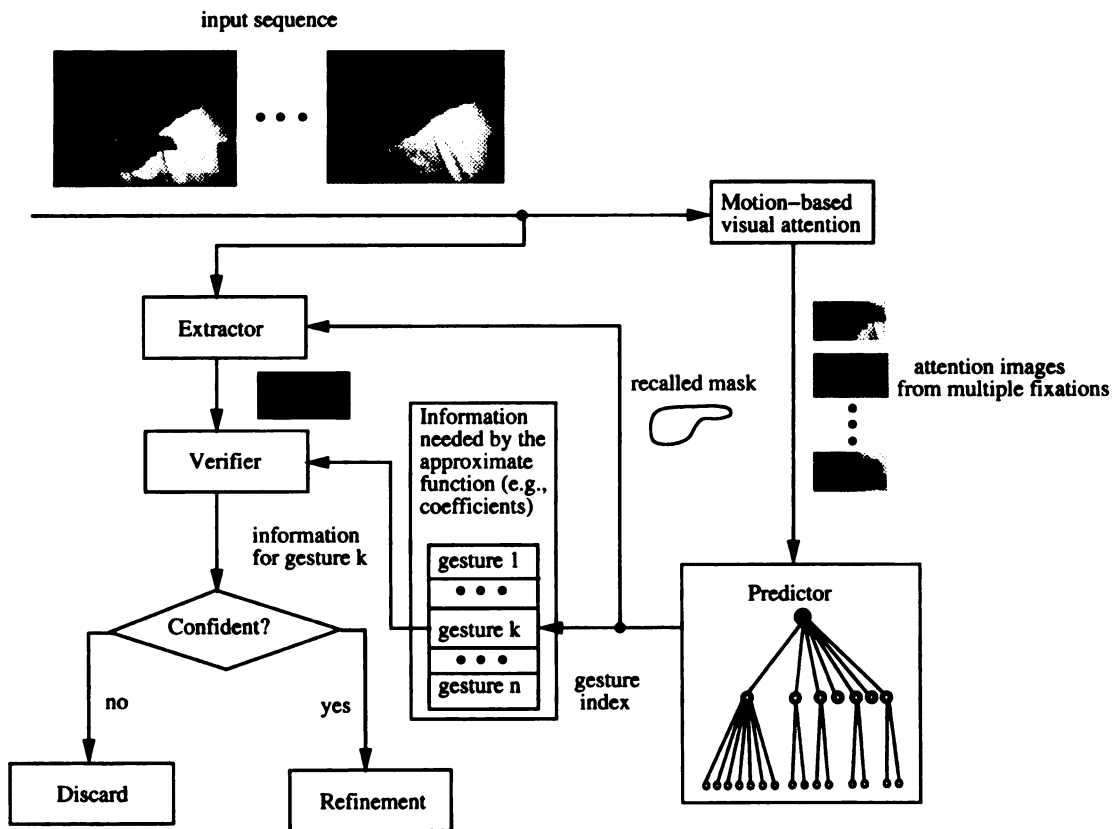 input sequence
Motion-based
visual attention
Extractor
recalled mask
attention images
from multiple fixations
Information
needed by the
approximate
function (e.g.,
coefficients)
Verifier
information
for gesture k
gesture 1
gesture k
gesture n
Predictor
Confident?
gesture
index
no
yes
Discard
Refinement